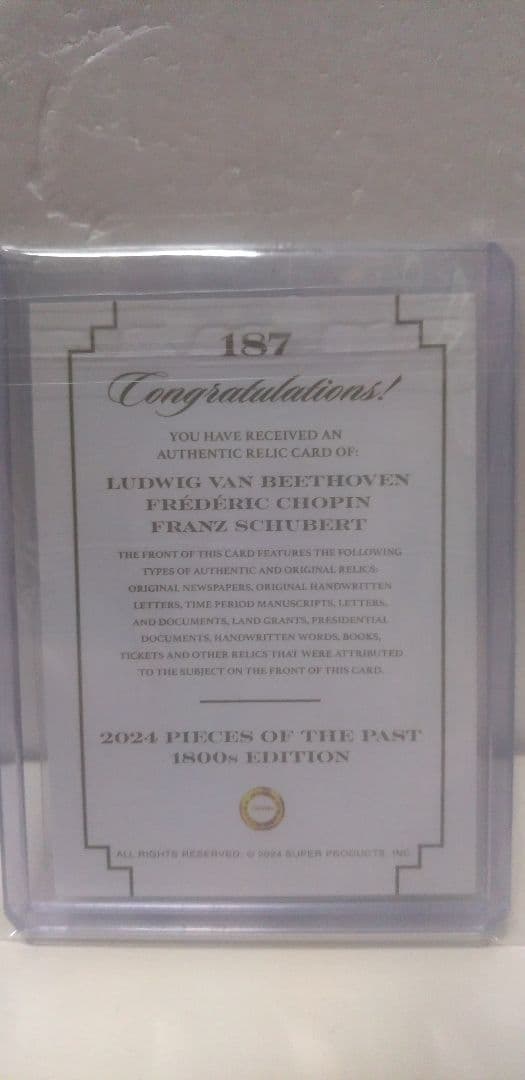 187
Congratulations!
YOU HAVE RECEIVED AN
AUTHENTIC RELIC CARD OF:
LUDWIG VAN BEETHOVEN
FRÉDÉRIC CHOPIN
FRANZ SCHUBERT
THE FRONT OF THIS CARD FEATURES THE FOLLOWING
TYPES OF AUTHENTIC AND ORIGINAL RELICS:
ORIGINAL NEWSPAPERS, ORIGINAL HANDWRITTEN
LETTERS, TIME PERIOD MANUSCRIPTS, LETTERS,
AND DOCUMENTS, LAND GRANTS, PRESIDENTIAL
DOCUMENTS, HANDWRITTEN WORDS, BOOKS,
TICKETS AND OTHER RELICS THAT WERE ATTRIBUTED
TO THE SUBJECT ON THE FRONT OF THIS CARD.
2024 PIECES OF THE PAST
1800s EDITION
ALL RIGHTS RESERVED. © 2024 SUPER PRODUCTS, INC.